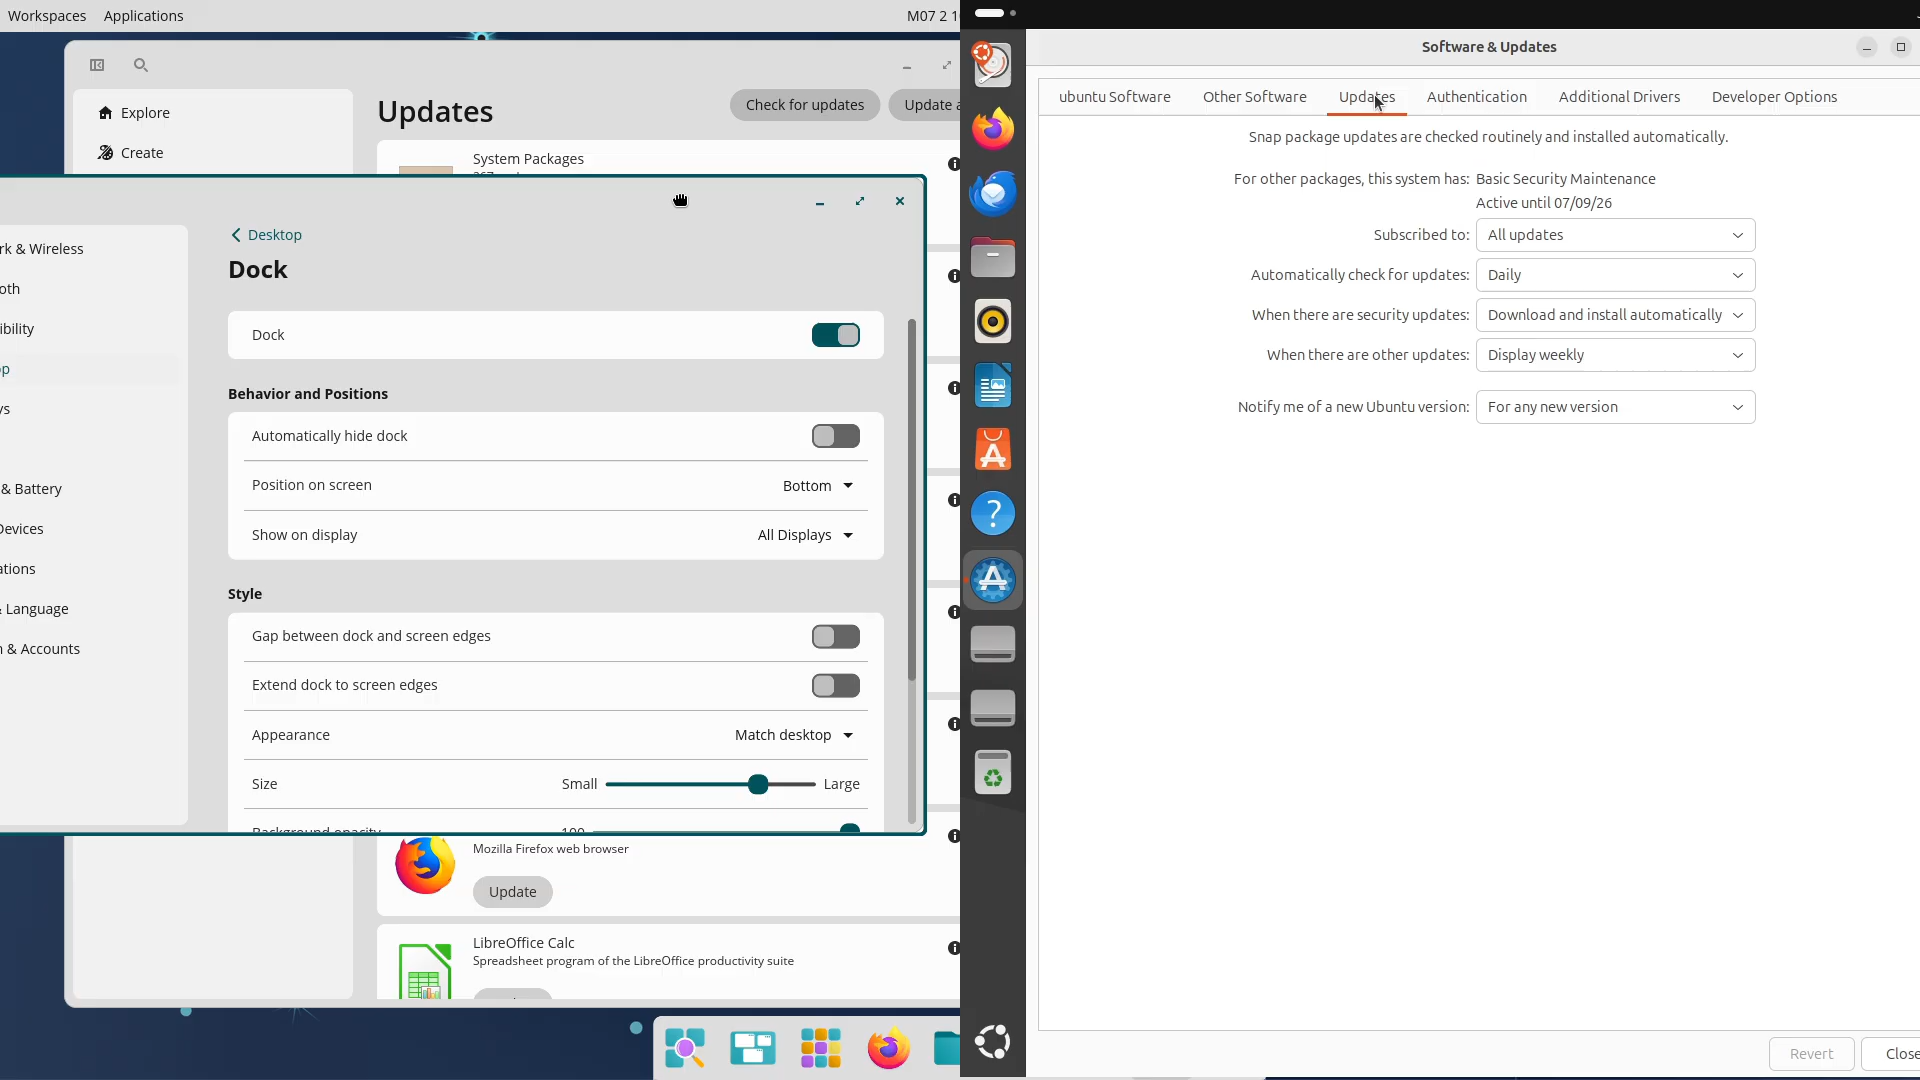 Workspaces Applications
M07 2 1
Explore
Create
Updates
Check for updates
Update a
System Packages
Desktop
Dock
rk & Wireless
oth
ibility
p
ys
& Battery
Devices
ations
& Language
n & Accounts
Dock
Behavior and Positions
Automatically hide dock
Position on screen Bottom
Show on display All Displays
Style
Gap between dock and screen edges
Extend dock to screen edges
Appearance Match desktop
Size Small Large
Background opacity 100
Mozilla Firefox web browser
Update
LibreOffice Calc
Spreadsheet program of the LibreOffice productivity suite
Software & Updates
ubuntu Software Other Software Updates Authentication Additional Drivers Developer Options
Snap package updates are checked routinely and installed automatically.
For other packages, this system has: Basic Security Maintenance
Active until 07/09/26
Subscribed to: All updates
Automatically check for updates: Daily
When there are security updates: Download and install automatically
When there are other updates: Display weekly
Notify me of a new Ubuntu version: For any new version
Revert
Close